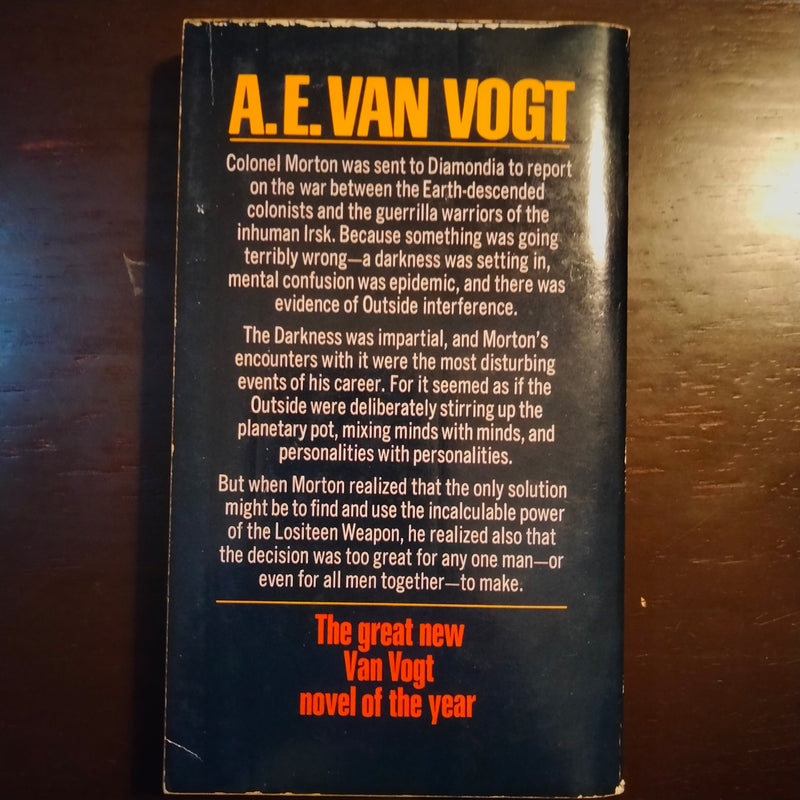 A. E. VAN VOGT
Colonel Morton was sent to Diamondia to report
on the war between the Earth-descended
colonists and the guerrilla warriors of the
inhuman Irsk. Because something was going
terribly wrong—a darkness was setting in,
mental confusion was epidemic, and there was
evidence of Outside interference.
The Darkness was impartial, and Morton's
encounters with it were the most disturbing
events of his career. For it seemed as if the
Outside were deliberately stirring up the
planetary pot, mixing minds with minds, and
personalities with personalities.
But when Morton realized that the only solution
might be to find and use the incalculable power
of the Lositeen Weapon, he realized also that
the decision was too great for any one man—or
even for all men together—to make.
The great new
Van Vogt
novel of the year